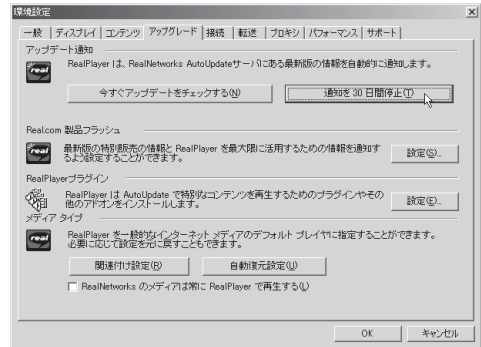 環境設定
一般 ディスプレイ コンテンツ アップグレード 接続 転送 プロキシ パフォーマンス サポート
アップデート通知
real
RealPlayer は、RealNetworks AutoUpdateサーバにある最新版の情報を自動的に通知します。
今すぐアップデートをチェックする(N)
通知を 30 日間停止(T)
Real.com 製品フラッシュ
real
最新版の特別販売の情報と RealPlayer を最大限に活用するための情報を通知す
るよう設定することができます。
設定(S)...
RealPlayerプラグイン
RealPlayer は AutoUpdate で特別なコンテンツを再生するためのプラグインやその
他のアドオンをインストールします。
設定(E)...
メディア タイプ
real
RealPlayer を一般的なインターネット メディアのデフォルト プレイヤに指定することができます。
必要に応じて設定を元に戻すこともできます。
関連付け設定(R)
自動復元設定(U)
RealNetworks のメディアは常に RealPlayer で再生する(L)
OK
キャンセル